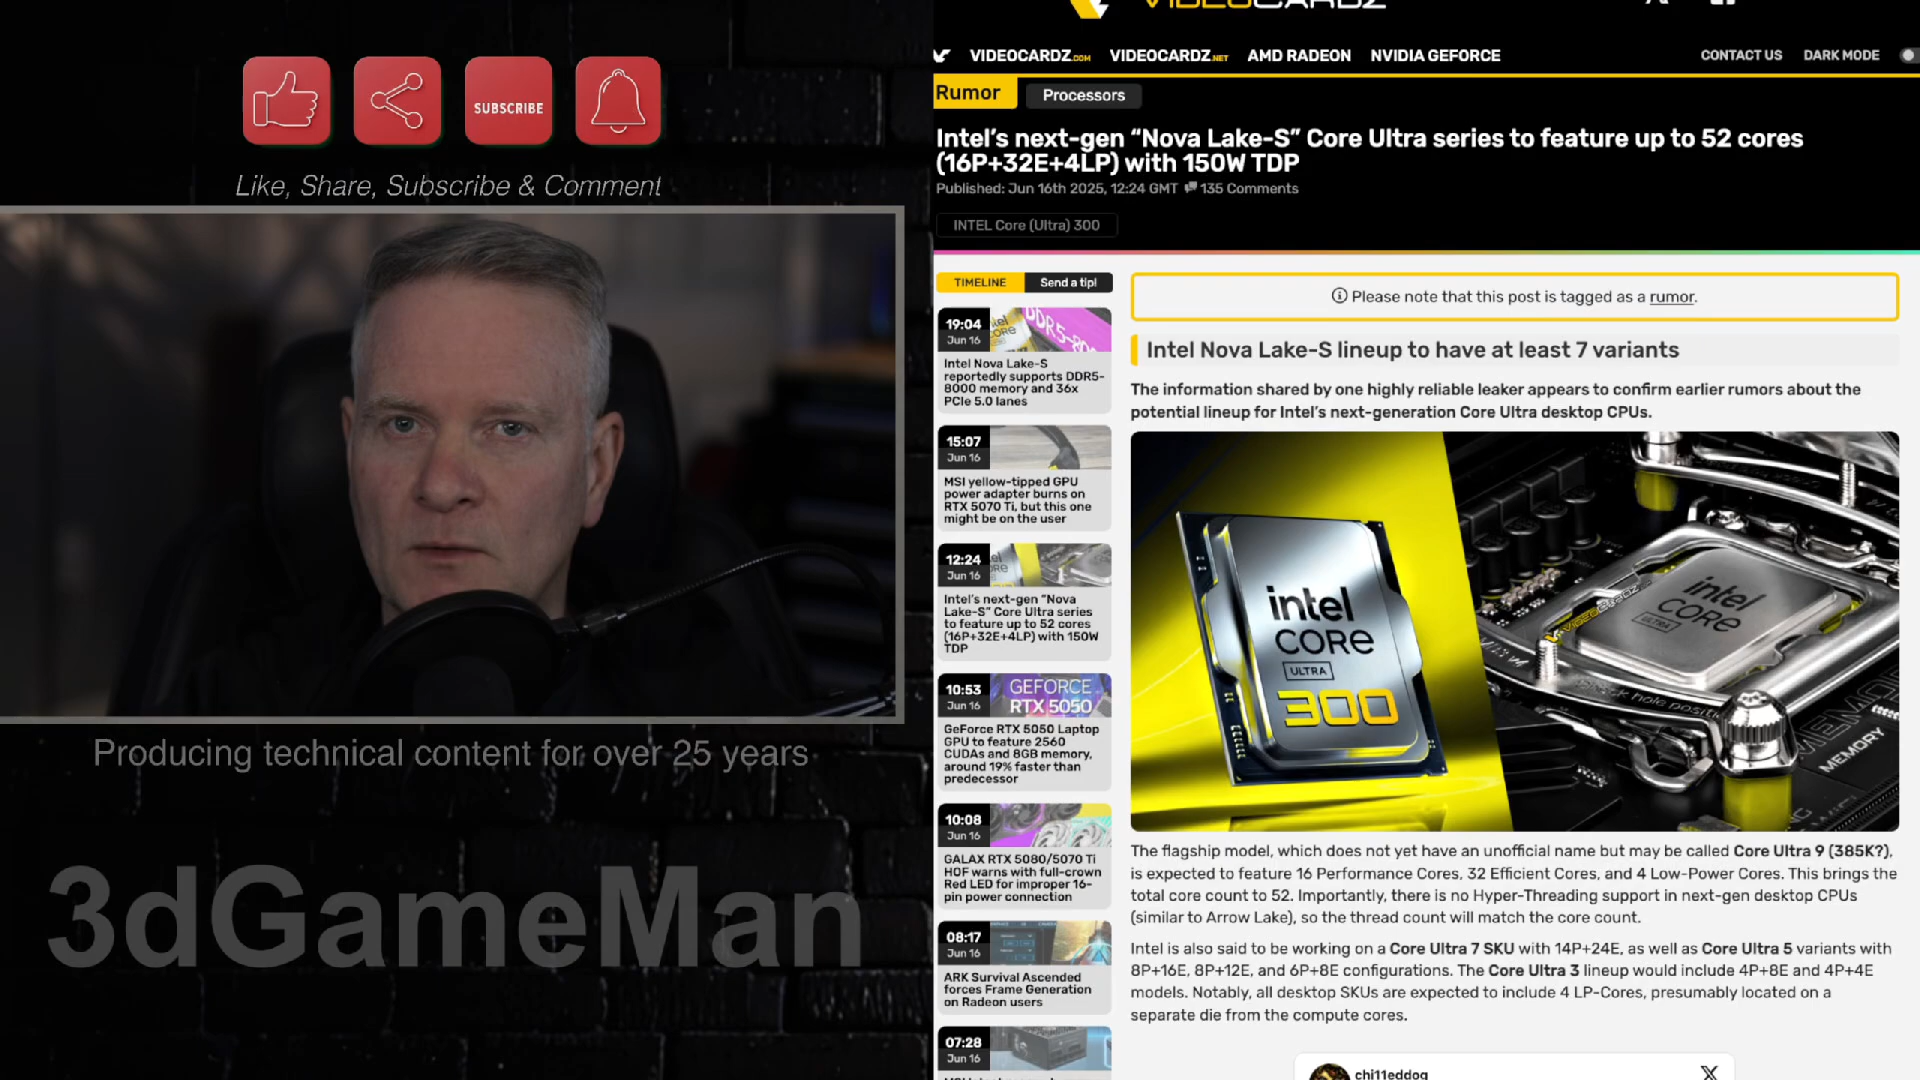 SUBSCRIBE
Like, Share, Subscribe & Comment
Producing technical content for over 25 years
3dGameMan
VIDEOCARDZ
VIDEOCARDZ.COM VIDEOCARDZ.NET AMD RADEON NVIDIA GEFORCE CONTACT US DARK MODE
Rumor Processors
Intel’s next-gen “Nova Lake-S” Core Ultra series to feature up to 52 cores
(16P+32E+4LP) with 150W TDP
Published: Jun 16th 2025, 12:24 GMT 135 Comments
INTEL Core (Ultra) 300
TIMELINE Send a tip!
19:04
Jun 16
Intel Nova Lake-S
reportedly supports DDR5-
8000 memory and 36x
PCIe 5.0 lanes
15:07
Jun 16
MSI yellow-tipped GPU
power adapter burns on
RTX 5070 Ti, but this one
might be on the user
12:24
Jun 16
Intel's next-gen “Nova
Lake-S” Core Ultra series
to feature up to 52 cores
(16P+32E+4LP) with 150W
TDP
10:53
Jun 16
GEFORCE
RTX 5050
GeForce RTX 5050 Laptop
GPU to feature 2560
CUDAs and 8GB memory,
around 19% faster than
predecessor
10:08
Jun 16
GALAX RTX 5080/5070 Ti
HOF warns with full-crown
Red LED for improper 16-
pin power connection
08:17
Jun 16
ARK Survival Ascended
forces Frame Generation
on Radeon users
07:28
Jun 16
Please note that this post is tagged as a rumor.
Intel Nova Lake-S lineup to have at least 7 variants
The information shared by one highly reliable leaker appears to confirm earlier rumors about the
potential lineup for Intel’s next-generation Core Ultra desktop CPUs.
intel
CORE
ULTRA
300
intel
CORE
ULTRA
VIDEOCARDZ
MEMORY
The flagship model, which does not yet have an unofficial name but may be called Core Ultra 9 (385K?),
is expected to feature 16 Performance Cores, 32 Efficient Cores, and 4 Low-Power Cores. This brings the
total core count to 52. Importantly, there is no Hyper-Threading support in next-gen desktop CPUs
(similar to Arrow Lake), so the thread count will match the core count.
Intel is also said to be working on a Core Ultra 7 SKU with 14P+24E, as well as Core Ultra 5 variants with
8P+16E, 8P+12E, and 6P+8E configurations. The Core Ultra 3 lineup would include 4P+8E and 4P+4E
models. Notably, all desktop SKUs are expected to include 4 LP-Cores, presumably located on a
separate die from the compute cores.
chi11eddog